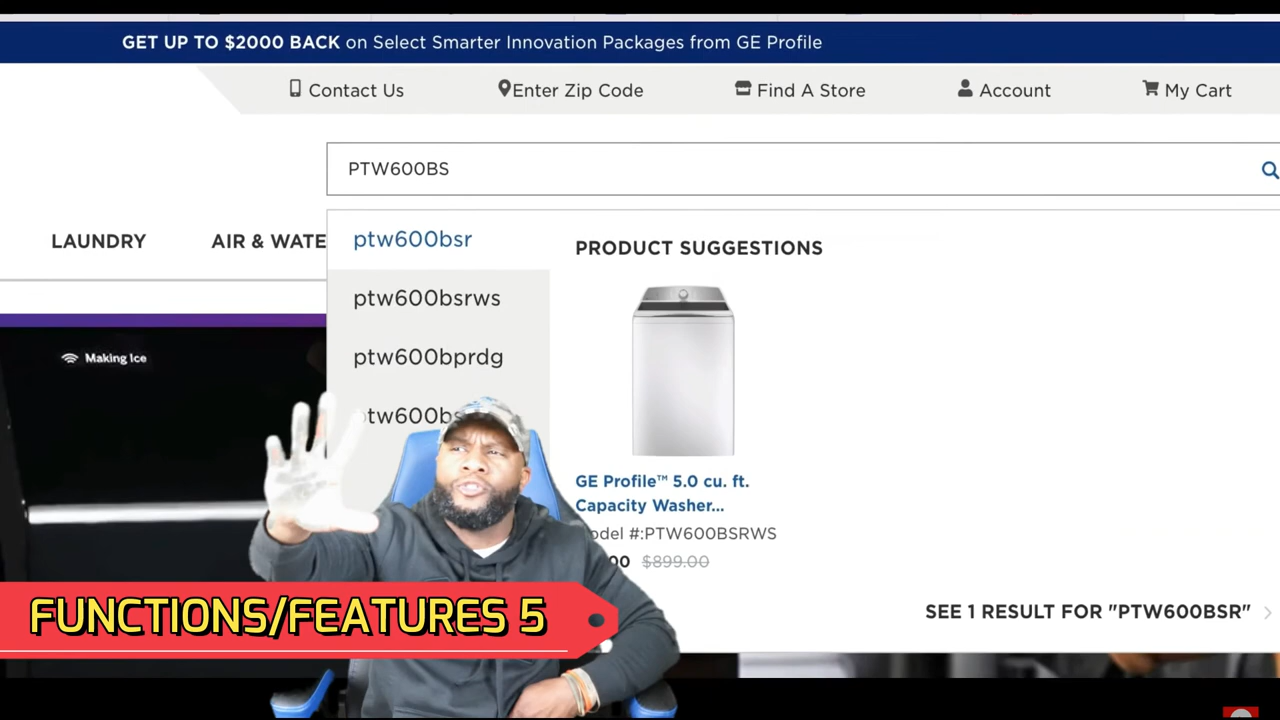 GET UP TO $2000 BACK on Select Smarter Innovation Packages from GE Profile
Contact Us
Enter Zip Code
Find A Store
Account
My Cart
PTW600BS
LAUNDRY
AIR & WATE
ptw600bsr
ptw600bsrws
ptw600bprdg
PRODUCT SUGGESTIONS
Making Ice
GE Profile™ 5.0 cu. ft.
Capacity Washer...
#:PTW600BSRWS
$899.00
FUNCTIONS/FEATURES 5
SEE 1 RESULT FOR "PTW600BSR"